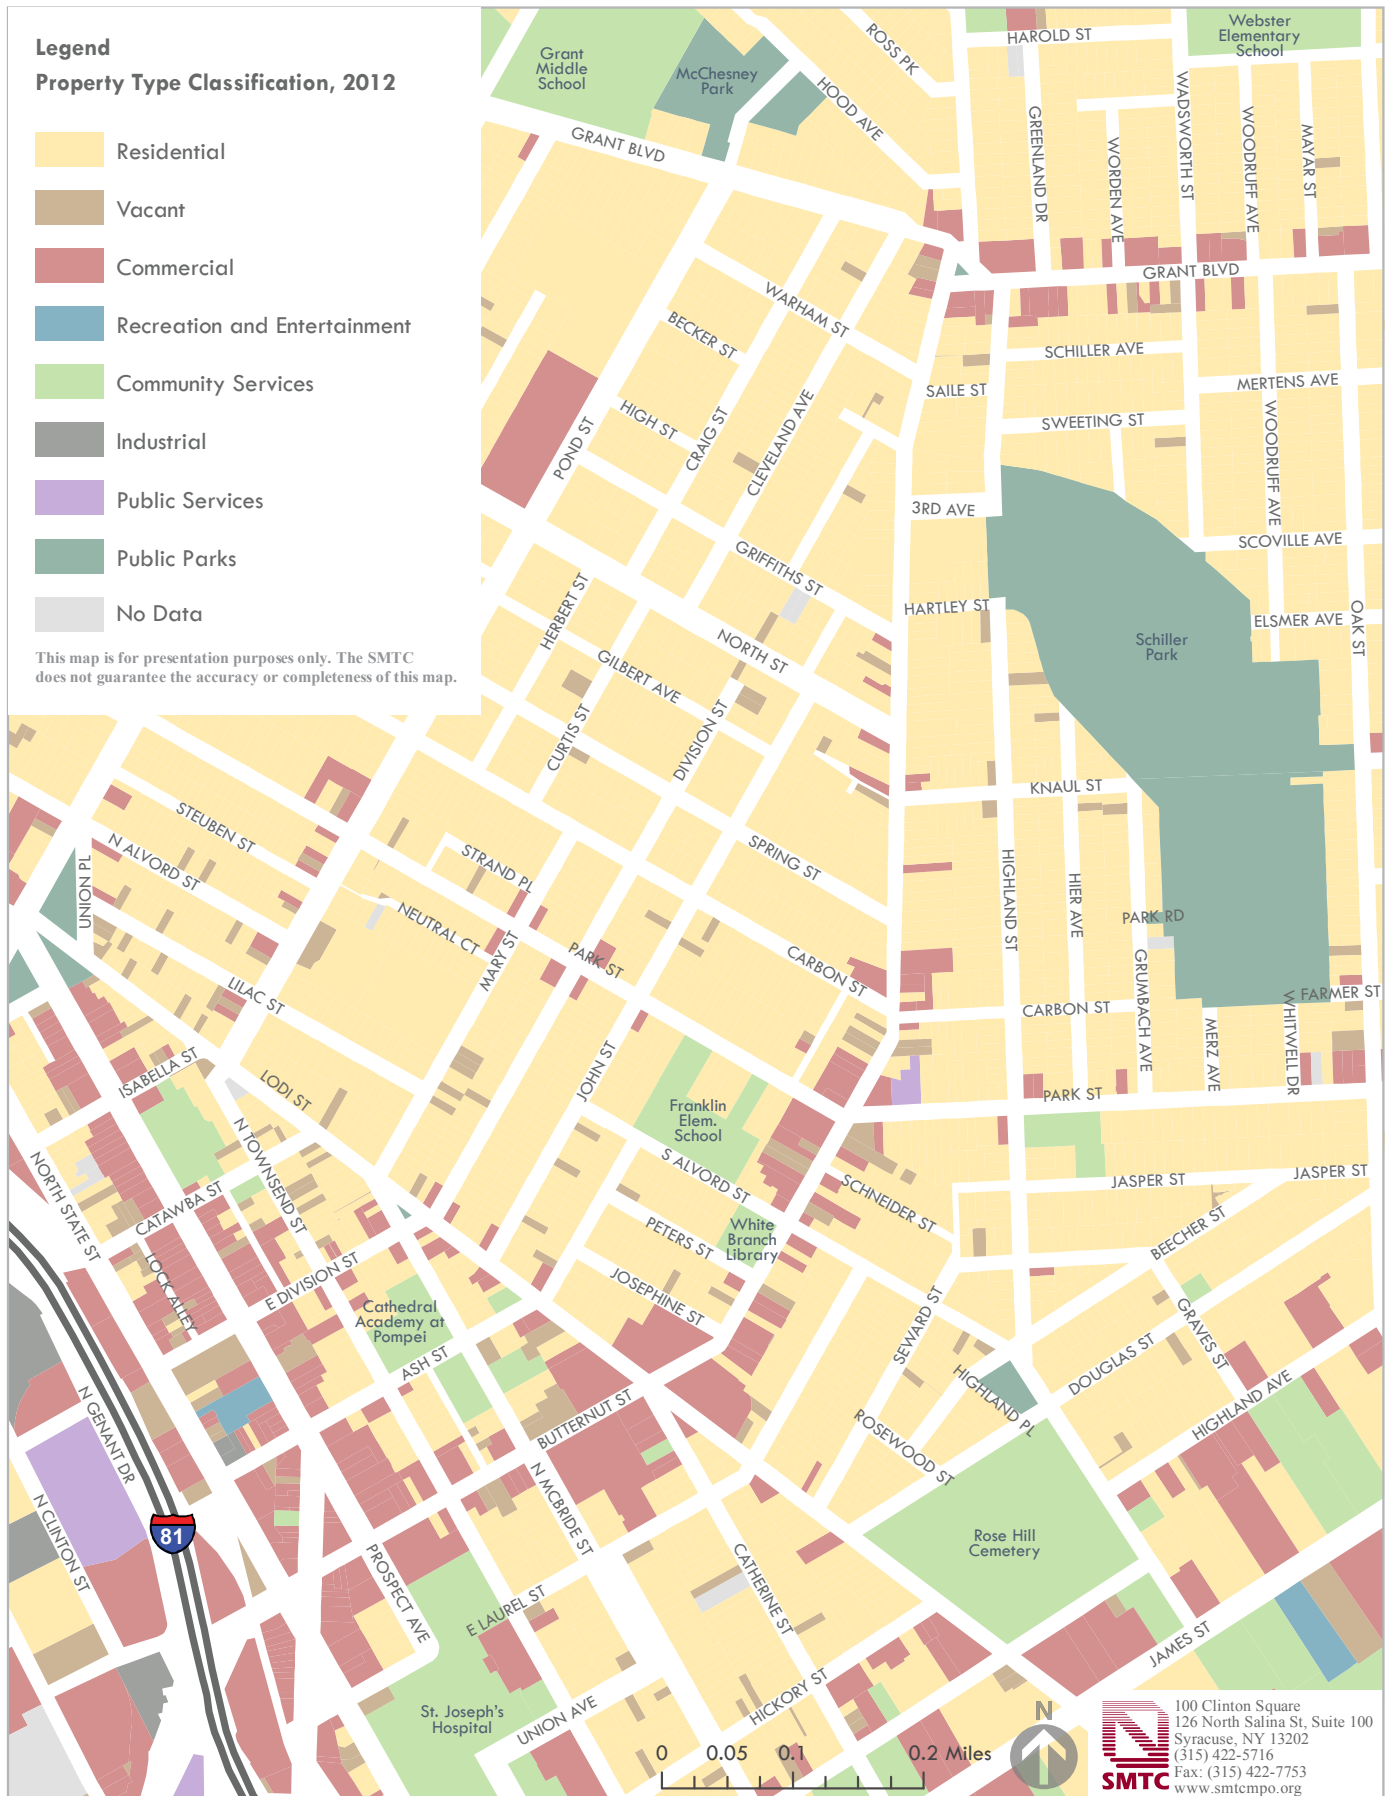 Legend
Property Type Classification, 2012
Residential
Vacant
Commercial
Recreation and Entertainment
Community Services
Industrial
Public Services
Public Parks
No Data
This map is for presentation purposes only. The SMTC
does not guarantee the accuracy or completeness of this map.
Grant
Middle
School
McChesney
Park
ROSS PK
HOOD AVE
HAROLD ST
Webster
Elementary
School
GRANT BLVD
GREENLAND DR
WORDEN AVE
WADSWORTH ST
WOODRUFF AVE
MAYAR ST
GRANT BLVD
WARHAM ST
BECKER ST
SCHILLER AVE
MERTENS AVE
SAILE ST
HIGH ST
CRAIG ST
CLEVELAND AVE
SWEETING ST
WOODRUFF AVE
POND ST
3RD AVE
SCOVILLE AVE
GRIFFITHS ST
HERBERT ST
HARTLEY ST
ELSMER AVE
OAK ST
Schiller
Park
NORTH ST
GILBERT AVE
CURTIS ST
DIVISION ST
KNAUL ST
STEUBEN ST
N ALVORD ST
UNION PL
STRAND PL
SPRING ST
HIGHLAND ST
HIER AVE
PARK RD
NEUTRAL CT
MARY ST
PARK ST
CARBON ST
GRUMBACH AVE
LILAC ST
CARBON ST
MERZ AVE
WHITWELL DR
FARMER ST
ISABELLA ST
LODI ST
JOHN ST
PARK ST
Franklin
Elem.
School
N TOWNSEND ST
S ALVORD ST
NORTH STATE ST
CATAWBA ST
SCHNEIDER ST
JASPER ST
JASPER ST
White
Branch
Library
PETERS ST
BEECHER ST
LOCK ALLEY
E DIVISION ST
JOSEPHINE ST
Cathedral
Academy at
Pompei
SEWARD ST
GRAVES ST
ASH ST
DOUGLAS ST
HIGHLAND PL
HIGHLAND AVE
N GENANT DR
BUTTERNUT ST
ROSEWOOD ST
N CLINTON ST
N MCBRIDE ST
81
Rose Hill
Cemetery
PROSPECT AVE
CATHERINE ST
E LAUREL ST
JAMES ST
St. Joseph's
Hospital
UNION AVE
HICKORY ST
0 0.05 0.1 0.2 Miles
N
SMTC
100 Clinton Square
126 North Salina St, Suite 100
Syracuse, NY 13202
(315) 422-5716
Fax: (315) 422-7753
www.smtcmpo.org